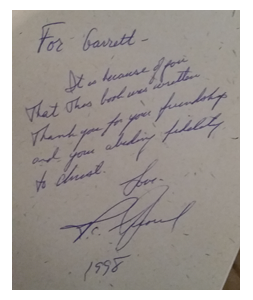 For Garrett -
It is because of you
That This book was written
Thank you for your friendship
and your abiding fidelity
to Christ.
Love.
R.C. Sproul
1998